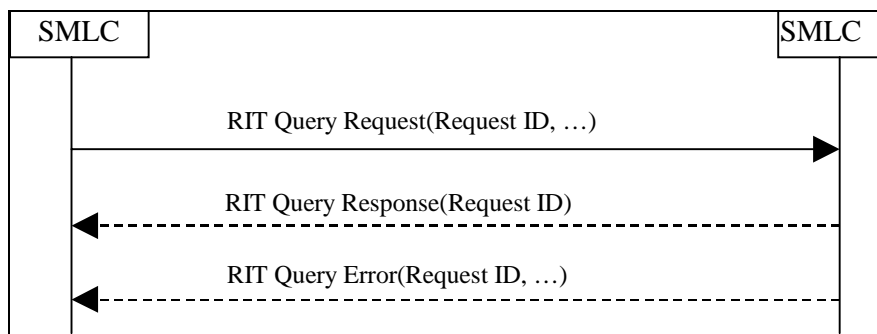 SMLC
SMLC
RIT Query Request(Request ID, …)
RIT Query Response(Request ID)
RIT Query Error(Request ID, …)